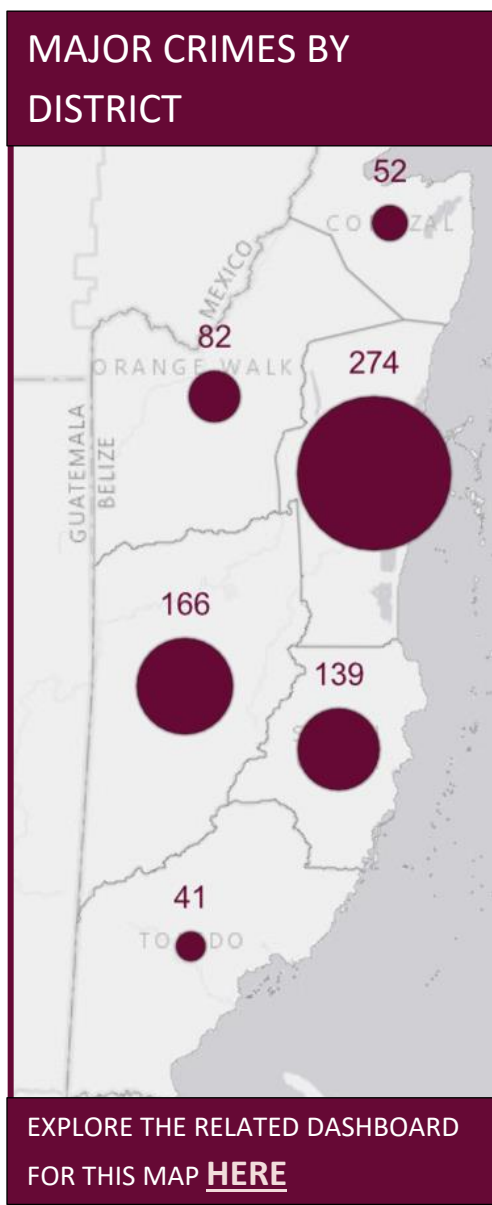 MAJOR CRIMES BY
DISTRICT
52
MEXICO
82
ORANGE WALK
274
GUATEMALA
BELIZE
166
139
41
EXPLORE THE RELATED DASHBOARD
FOR THIS MAP HERE